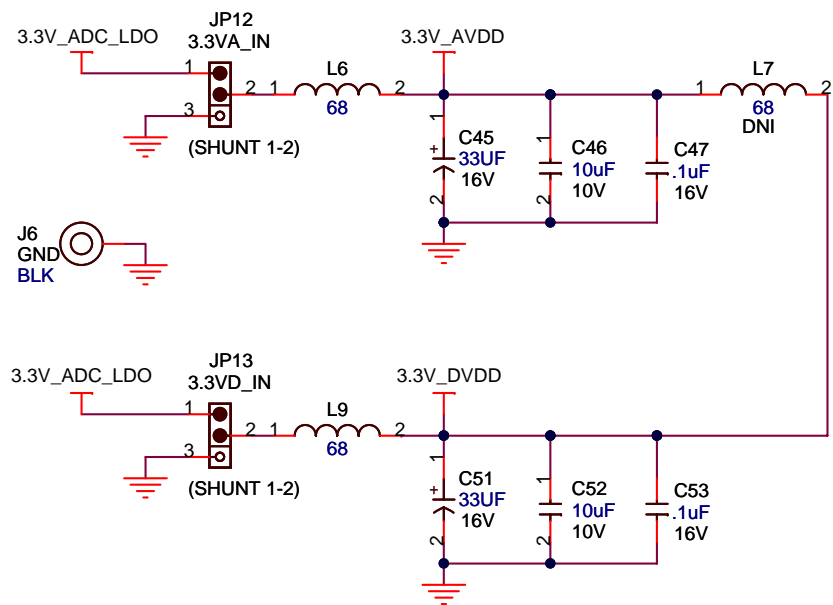 JP12
3.3V_ADC_LDO
3.3VA_IN
3.3V_AVDD
1
2
3
(SHUNT 1-2)
1
L6
2
68
1
L7
2
68
DNI
1
+
C45
33UF
16V
2
1
C46
10uF
10V
2
C47
.1uF
16V
J6
GND
BLK
JP13
3.3V_ADC_LDO
3.3VD_IN
3.3V_DVDD
1
2
3
(SHUNT 1-2)
1
L9
2
68
1
+
C51
33UF
16V
2
1
C52
10uF
10V
2
C53
.1uF
16V